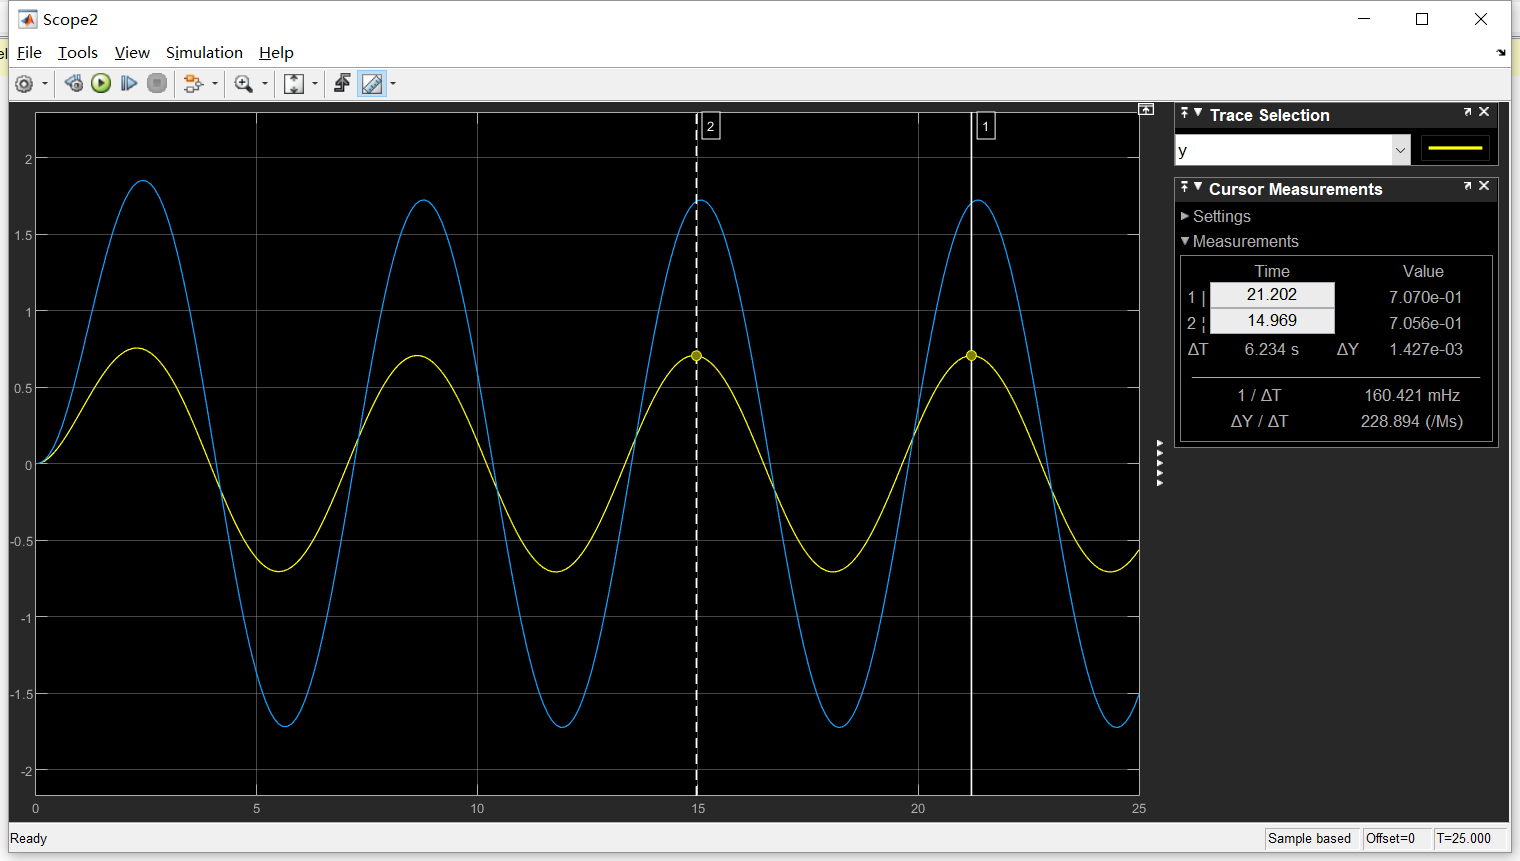 Scope2
File Tools View Simulation Help
2 1
2
1.5
1
0.5
0
-0.5
-1
-1.5
-2
0 5 10 15 20 25
Trace Selection
y
Cursor Measurements
Settings
Measurements
Time Value
1 | 21.202 7.070e-01
2 ¦ 14.969 7.056e-01
ΔT 6.234 s ΔY 1.427e-03
1 / ΔT 160.421 mHz
ΔY / ΔT 228.894 (/Ms)
Ready Sample based Offset=0 T=25.000